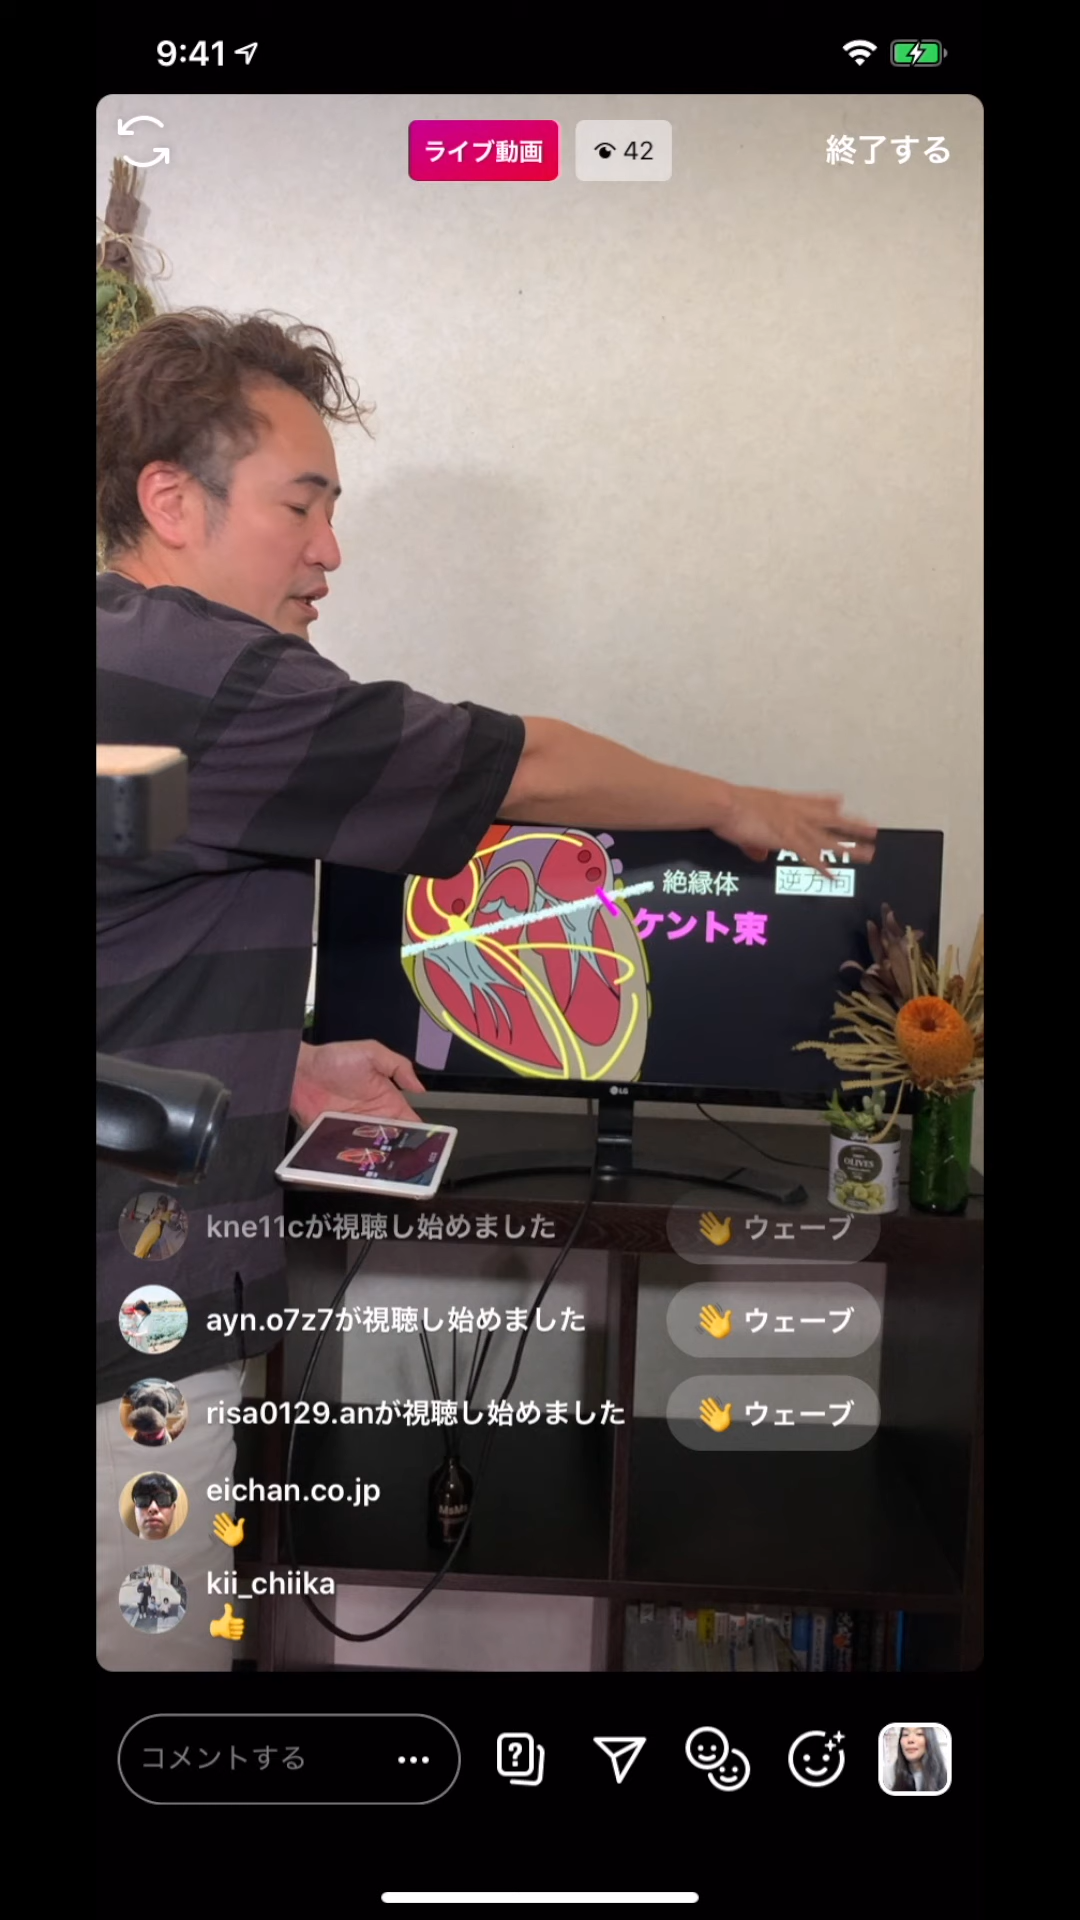 9:41
ライブ動画
42
終了する
絶縁体
逆方向
ケント束
LG
OLIVES
kne11cが視聴し始めました
👋 ウェーブ
ayn.o7z7が視聴し始めました
👋 ウェーブ
risa0129.anが視聴し始めました
👋 ウェーブ
eichan.co.jp
👋
kii_chiika
👍
コメントする